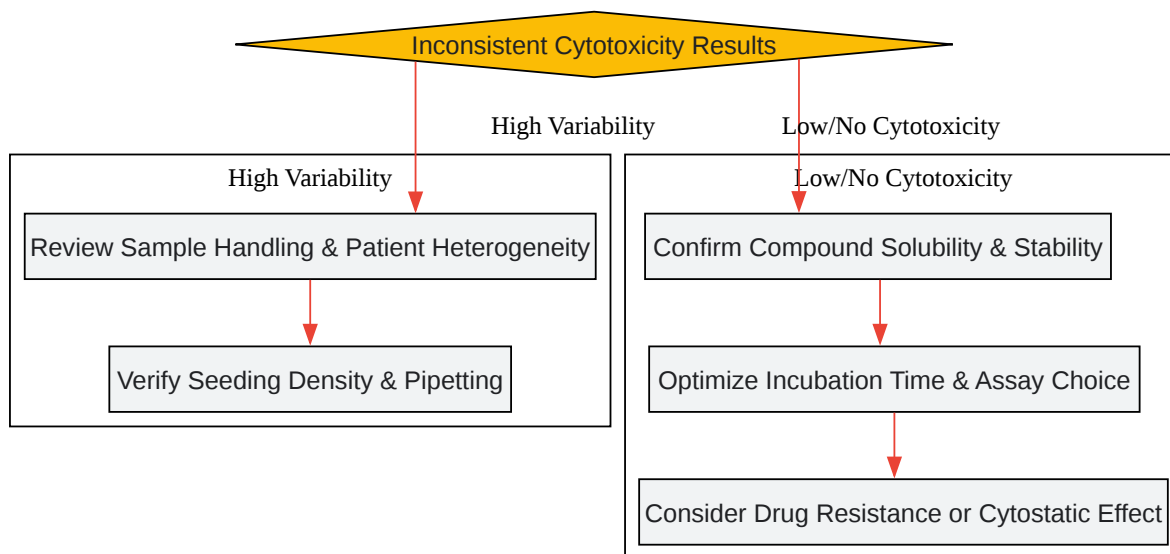 Inconsistent Cytotoxicity Results
High Variability
Low/No Cytotoxicity
High Variability
Low/No Cytotoxicity
Review Sample Handling & Patient Heterogeneity
Confirm Compound Solubility & Stability
Verify Seeding Density & Pipetting
Optimize Incubation Time & Assay Choice
Consider Drug Resistance or Cytostatic Effect